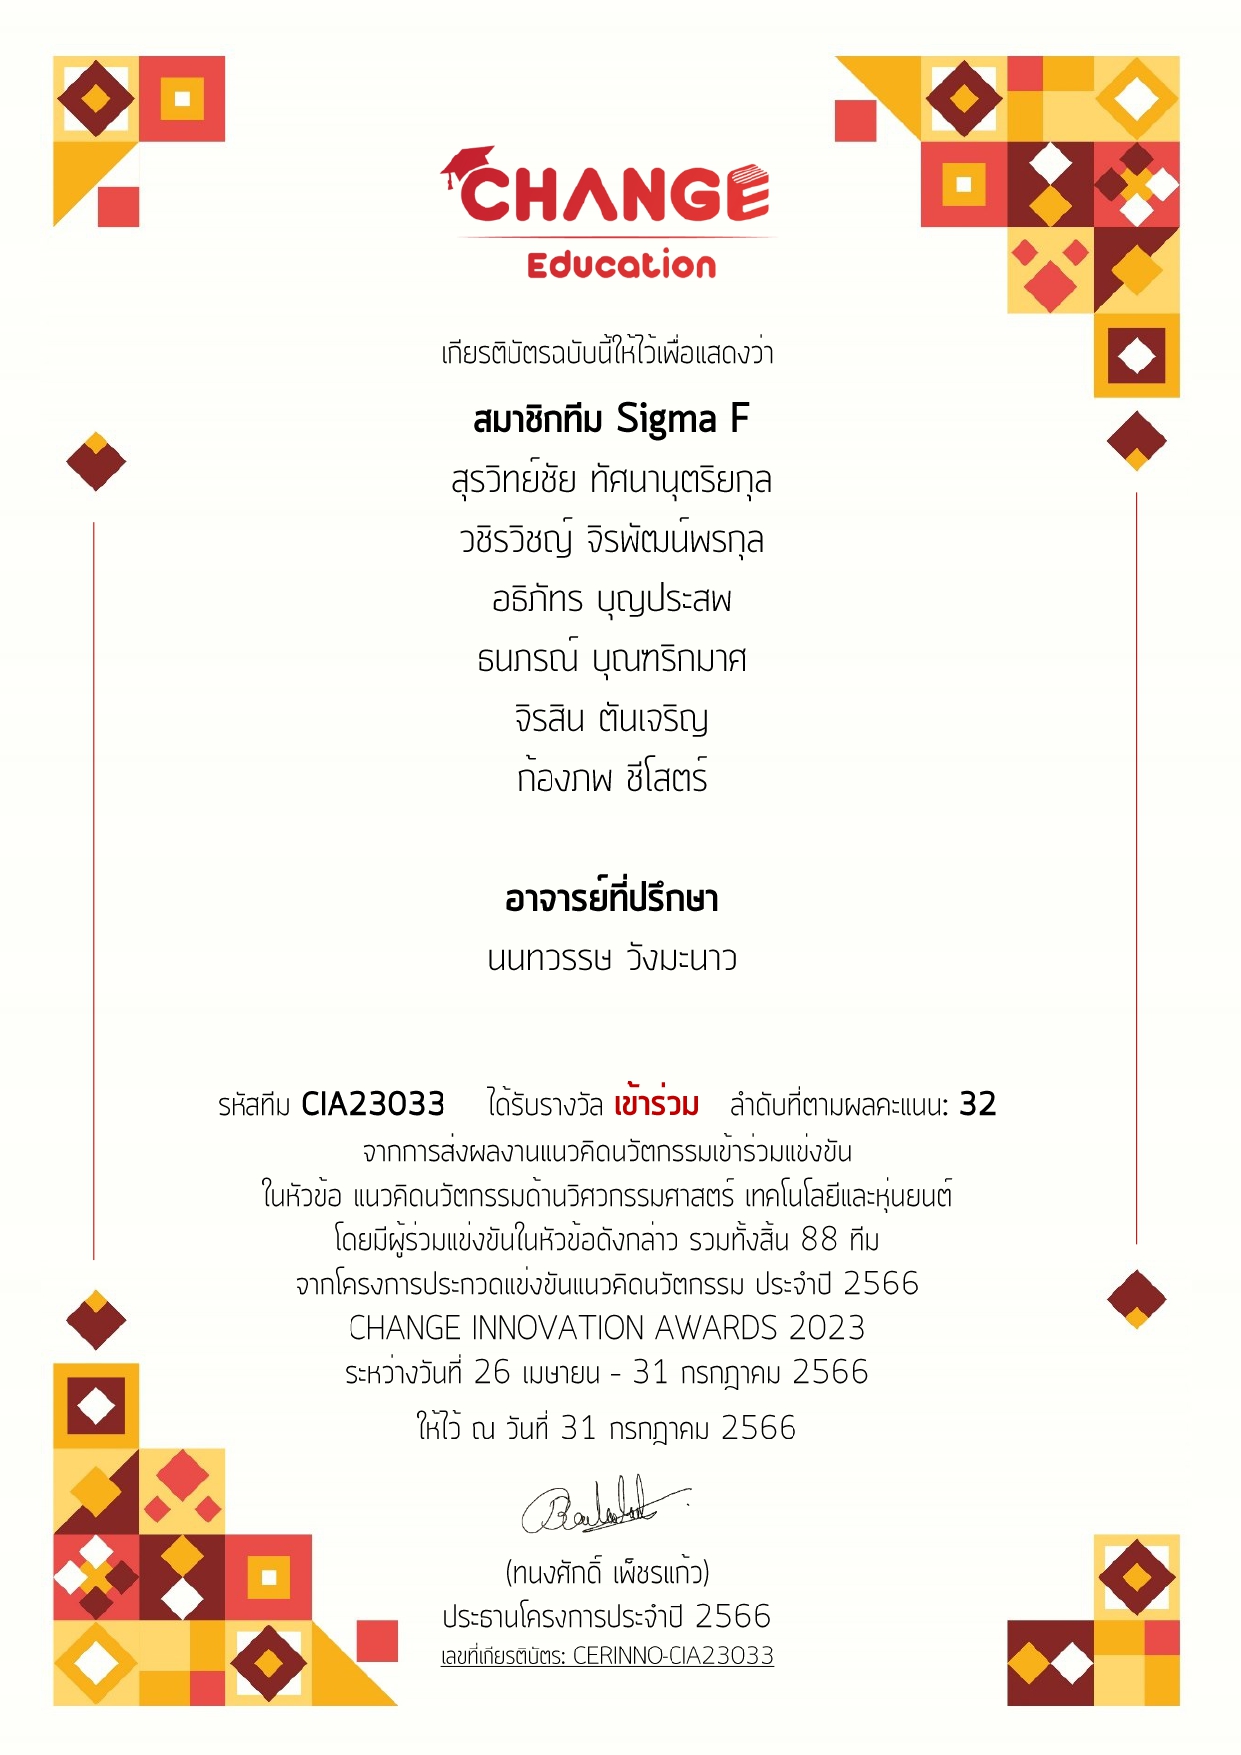 CHANGE
Education
เกียรติบัตรฉบับนี้ให้ไว้เพื่อแสดงว่า
สมาชิกทีม Sigma F
สุรวิทย์ชัย ทัศนานุตริยกุล
วชิรวิชญ์ จิรพัฒน์พรกุล
อธิภัทร บุญประสพ
ธนภรณ์ บุณฑริกมาศ
จิรสิน ตันเจริญ
ก้องภพ ชีโสตร์
อาจารย์ที่ปรึกษา
นนทวรรษ วังมะนาว
รหัสทีม CIA23033 ได้รับรางวัล เข้าร่วม ลำดับที่ตามผลคะแนน: 32
จากการส่งผลงานแนวคิดนวัตกรรมเข้าร่วมแข่งขัน
ในหัวข้อ แนวคิดนวัตกรรมด้านวิศวกรรมศาสตร์ เทคโนโลยีและหุ่นยนต์
โดยมีผู้ร่วมแข่งขันในหัวข้อดังกล่าว รวมทั้งสิ้น 88 ทีม
จากโครงการประกวดแข่งขันแนวคิดนวัตกรรม ประจำปี 2566
CHANGE INNOVATION AWARDS 2023
ระหว่างวันที่ 26 เมษายน - 31 กรกฎาคม 2566
ให้ไว้ ณ วันที่ 31 กรกฎาคม 2566
(ทนงศักดิ์ เพ็ชรแก้ว)
ประธานโครงการประจำปี 2566
เลขที่เกียรติบัตร: CERINNO-CIA23033